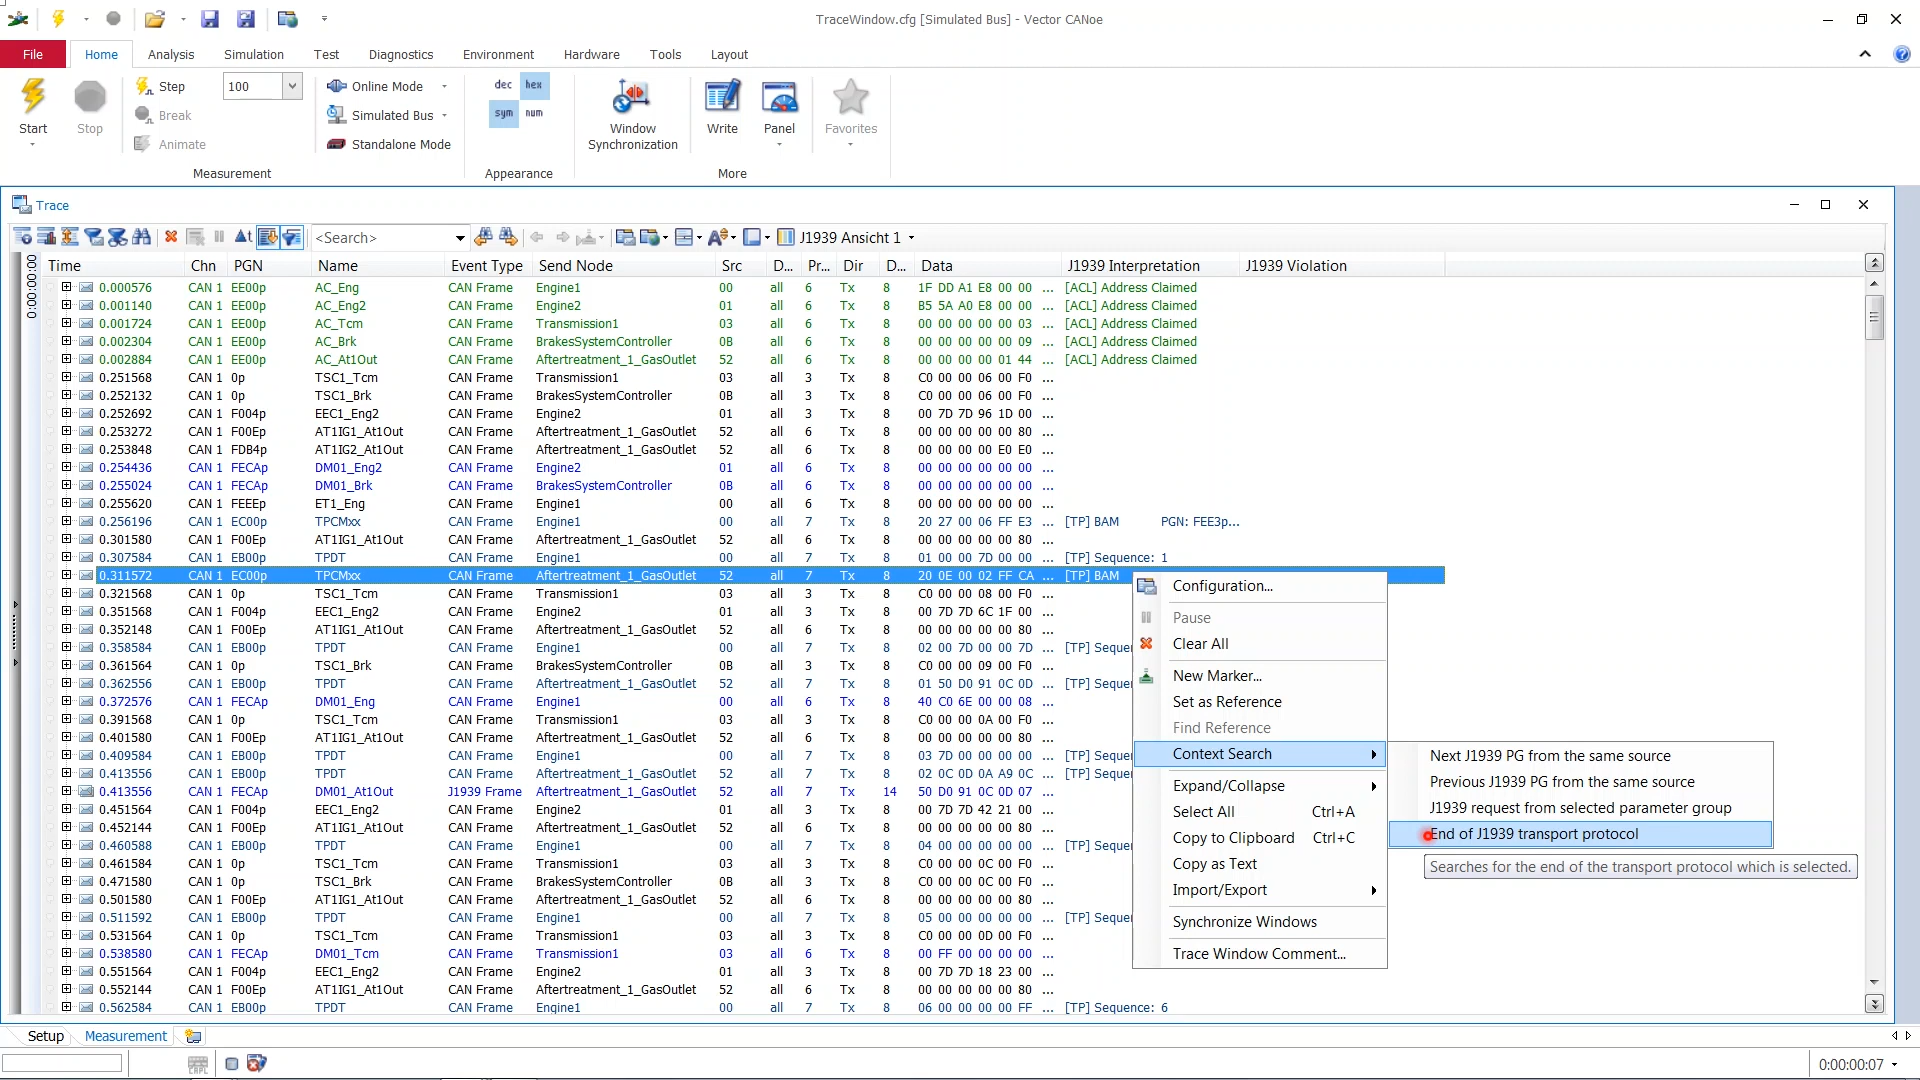 TraceWindow.cfg [Simulated Bus] - Vector CANoe
File Home Analysis Simulation Test Diagnostics Environment Hardware Tools Layout
Start
Stop
Step 100
Break
Animate
Measurement
Online Mode
Simulated Bus
Standalone Mode
dec hex
sym num
Appearance
Window
Synchronization
Write
Panel
Favorites
More
Trace
<Search> J1939 Ansicht 1
0:00:00:00
Time Chn PGN Name Event Type Send Node Src D... Pr... Dir D... Data J1939 Interpretation J1939 Violation
0.000576 CAN 1 EE00p AC_Eng CAN Frame Engine1 00 all 6 Tx 8 1F DD A1 E8 00 00 ... [ACL] Address Claimed
0.001140 CAN 1 EE00p AC_Eng2 CAN Frame Engine2 01 all 6 Tx 8 B5 5A A0 E8 00 00 ... [ACL] Address Claimed
0.001724 CAN 1 EE00p AC_Tcm CAN Frame Transmission1 03 all 6 Tx 8 00 00 00 00 00 03 ... [ACL] Address Claimed
0.002304 CAN 1 EE00p AC_Brk CAN Frame BrakesSystemController 0B all 6 Tx 8 00 00 00 00 00 09 ... [ACL] Address Claimed
0.002884 CAN 1 EE00p AC_At1Out CAN Frame Aftertreatment_1_GasOutlet 52 all 6 Tx 8 00 00 00 00 01 44 ... [ACL] Address Claimed
0.251568 CAN 1 0p TSC1_Tcm CAN Frame Transmission1 03 all 3 Tx 8 C0 00 00 06 00 F0 ...
0.252132 CAN 1 0p TSC1_Brk CAN Frame BrakesSystemController 0B all 3 Tx 8 C0 00 00 06 00 F0 ...
0.252692 CAN 1 F004p EEC1_Eng2 CAN Frame Engine2 01 all 3 Tx 8 00 7D 7D 96 1D 00 ...
0.253272 CAN 1 F00Ep AT1IG1_At1Out CAN Frame Aftertreatment_1_GasOutlet 52 all 6 Tx 8 00 00 00 00 00 80 ...
0.253848 CAN 1 FDB4p AT1IG2_At1Out CAN Frame Aftertreatment_1_GasOutlet 52 all 6 Tx 8 00 00 00 00 E0 E0 ...
0.254436 CAN 1 FECAp DM01_Eng2 CAN Frame Engine2 01 all 6 Tx 8 00 00 00 00 00 00 ...
0.255024 CAN 1 FECAp DM01_Brk CAN Frame BrakesSystemController 0B all 6 Tx 8 00 00 00 00 00 00 ...
0.255620 CAN 1 FEEEp ET1_Eng CAN Frame Engine1 00 all 6 Tx 8 00 00 00 00 00 00 ...
0.256196 CAN 1 EC00p TPCMxx CAN Frame Engine1 00 all 7 Tx 8 20 27 00 06 FF E3 ... [TP] BAM PGN: FEE3p...
0.301580 CAN 1 F00Ep AT1IG1_At1Out CAN Frame Aftertreatment_1_GasOutlet 52 all 6 Tx 8 00 00 00 00 00 80 ...
0.307584 CAN 1 EB00p TPDT CAN Frame Engine1 00 all 7 Tx 8 01 00 00 7D 00 00 ... [TP] Sequence: 1
0.311572 CAN 1 EC00p TPCMxx CAN Frame Aftertreatment_1_GasOutlet 52 all 7 Tx 8 20 0E 00 02 FF CA ... [TP] BAM
0.321568 CAN 1 0p TSC1_Tcm CAN Frame Transmission1 03 all 3 Tx 8 C0 00 00 08 00 F0 ...
0.351568 CAN 1 F004p EEC1_Eng2 CAN Frame Engine2 01 all 3 Tx 8 00 7D 7D 6C 1F 00 ...
0.352148 CAN 1 F00Ep AT1IG1_At1Out CAN Frame Aftertreatment_1_GasOutlet 52 all 6 Tx 8 00 00 00 00 00 80 ...
0.358584 CAN 1 EB00p TPDT CAN Frame Engine1 00 all 7 Tx 8 02 00 7D 00 00 7D ... [TP] Sequen
0.361564 CAN 1 0p TSC1_Brk CAN Frame BrakesSystemController 0B all 3 Tx 8 C0 00 00 09 00 F0 ...
0.362556 CAN 1 EB00p TPDT CAN Frame Aftertreatment_1_GasOutlet 52 all 7 Tx 8 01 50 D0 91 0C 0D ... [TP] Sequen
0.372576 CAN 1 FECAp DM01_Eng CAN Frame Engine1 00 all 6 Tx 8 40 C0 6E 00 00 08 ...
0.391568 CAN 1 0p TSC1_Tcm CAN Frame Transmission1 03 all 3 Tx 8 C0 00 00 0A 00 F0 ...
0.401580 CAN 1 F00Ep AT1IG1_At1Out CAN Frame Aftertreatment_1_GasOutlet 52 all 6 Tx 8 00 00 00 00 00 80 ...
0.409584 CAN 1 EB00p TPDT CAN Frame Engine1 00 all 7 Tx 8 03 7D 00 00 00 00 ... [TP] Sequen
0.413556 CAN 1 EB00p TPDT CAN Frame Aftertreatment_1_GasOutlet 52 all 7 Tx 8 02 0C 0D 0A A9 0C ... [TP] Sequen
0.413556 CAN 1 FECAp DM01_At1Out J1939 Frame Aftertreatment_1_GasOutlet 52 all 7 Tx 14 50 D0 91 0C 0D 07 ...
0.451564 CAN 1 F004p EEC1_Eng2 CAN Frame Engine2 01 all 3 Tx 8 00 7D 7D 42 21 00 ...
0.452144 CAN 1 F00Ep AT1IG1_At1Out CAN Frame Aftertreatment_1_GasOutlet 52 all 6 Tx 8 00 00 00 00 00 80 ...
0.460588 CAN 1 EB00p TPDT CAN Frame Engine1 00 all 7 Tx 8 04 00 00 00 00 00 ... [TP] Sequen
0.461584 CAN 1 0p TSC1_Tcm CAN Frame Transmission1 03 all 3 Tx 8 C0 00 00 0C 00 F0 ...
0.471580 CAN 1 0p TSC1_Brk CAN Frame BrakesSystemController 0B all 3 Tx 8 C0 00 00 0C 00 F0 ...
0.501580 CAN 1 F00Ep AT1IG1_At1Out CAN Frame Aftertreatment_1_GasOutlet 52 all 6 Tx 8 00 00 00 00 00 80 ...
0.511592 CAN 1 EB00p TPDT CAN Frame Engine1 00 all 7 Tx 8 05 00 00 00 00 00 ... [TP] Sequen
0.531564 CAN 1 0p TSC1_Tcm CAN Frame Transmission1 03 all 3 Tx 8 C0 00 00 0D 00 F0 ...
0.538580 CAN 1 FECAp DM01_Tcm CAN Frame Transmission1 03 all 6 Tx 8 00 FF 00 00 00 00 ...
0.551564 CAN 1 F004p EEC1_Eng2 CAN Frame Engine2 01 all 3 Tx 8 00 7D 7D 18 23 00 ...
0.552144 CAN 1 F00Ep AT1IG1_At1Out CAN Frame Aftertreatment_1_GasOutlet 52 all 6 Tx 8 00 00 00 00 00 80 ...
0.562584 CAN 1 EB00p TPDT CAN Frame Engine1 00 all 7 Tx 8 06 00 00 00 00 FF ... [TP] Sequence: 6
Configuration...
Pause
Clear All
New Marker...
Set as Reference
Find Reference
Context Search
Expand/Collapse
Select All Ctrl+A
Copy to Clipboard Ctrl+C
Copy as Text
Import/Export
Synchronize Windows
Trace Window Comment...
Next J1939 PG from the same source
Previous J1939 PG from the same source
J1939 request from selected parameter group
End of J1939 transport protocol
Searches for the end of the transport protocol which is selected.
Setup Measurement
CAPL
0:00:00:07